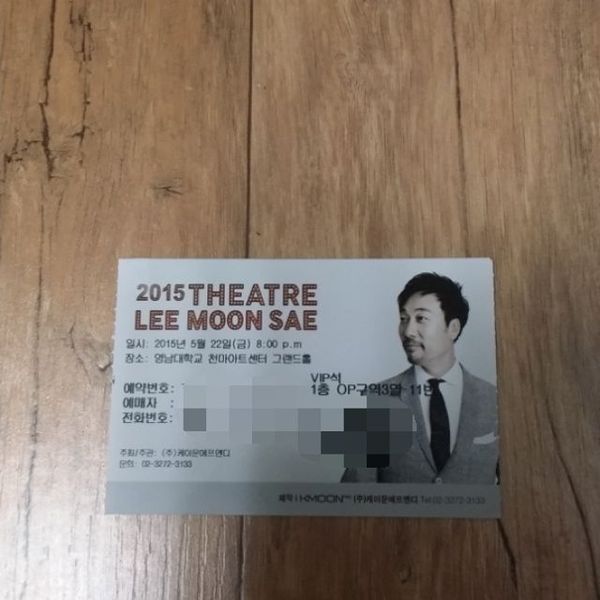 2015 THEATRE
LEE MOON SAE
일시: 2015년 5월 22일(금) 8:00 p.m
장소: 영남대학교 천마아트센터 그랜드홀
VIP석
예약번호:
1층 OP구역3열 11번
예매자 :
전화번호:
주최/주관: (주)케이문에프엔디
문의: 02-3272-3133
제작 | KMOON (주)케이문에프엔디 Tel.02-3272-3133